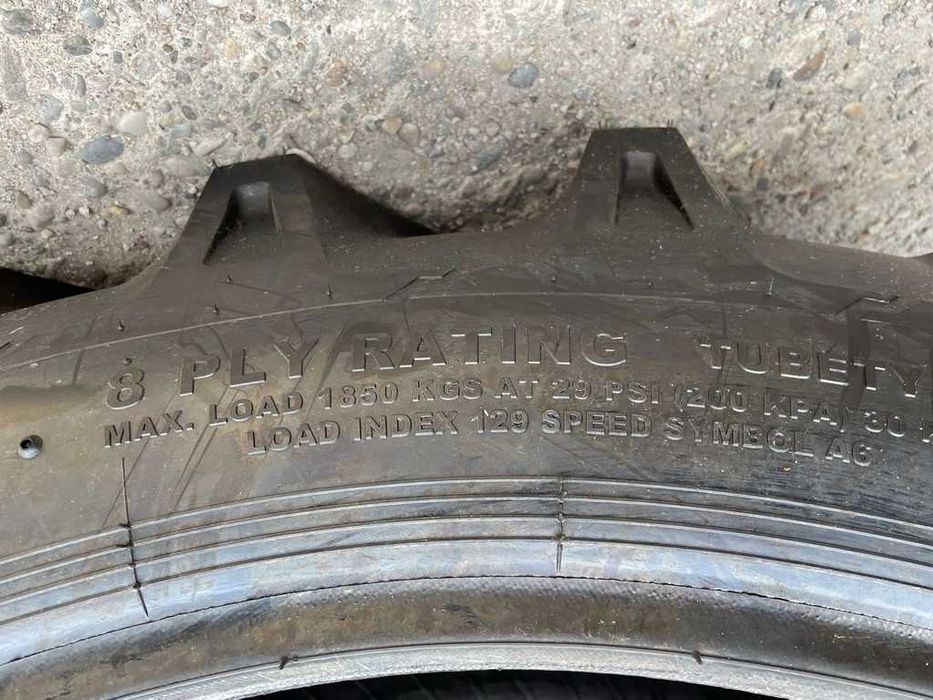 8 PLY RATING TUBETY
MAX. LOAD 1850 KGS AT 29 PSI (200 KPA) 30 K
LOAD INDEX 129 SPEED SYMBOL A6